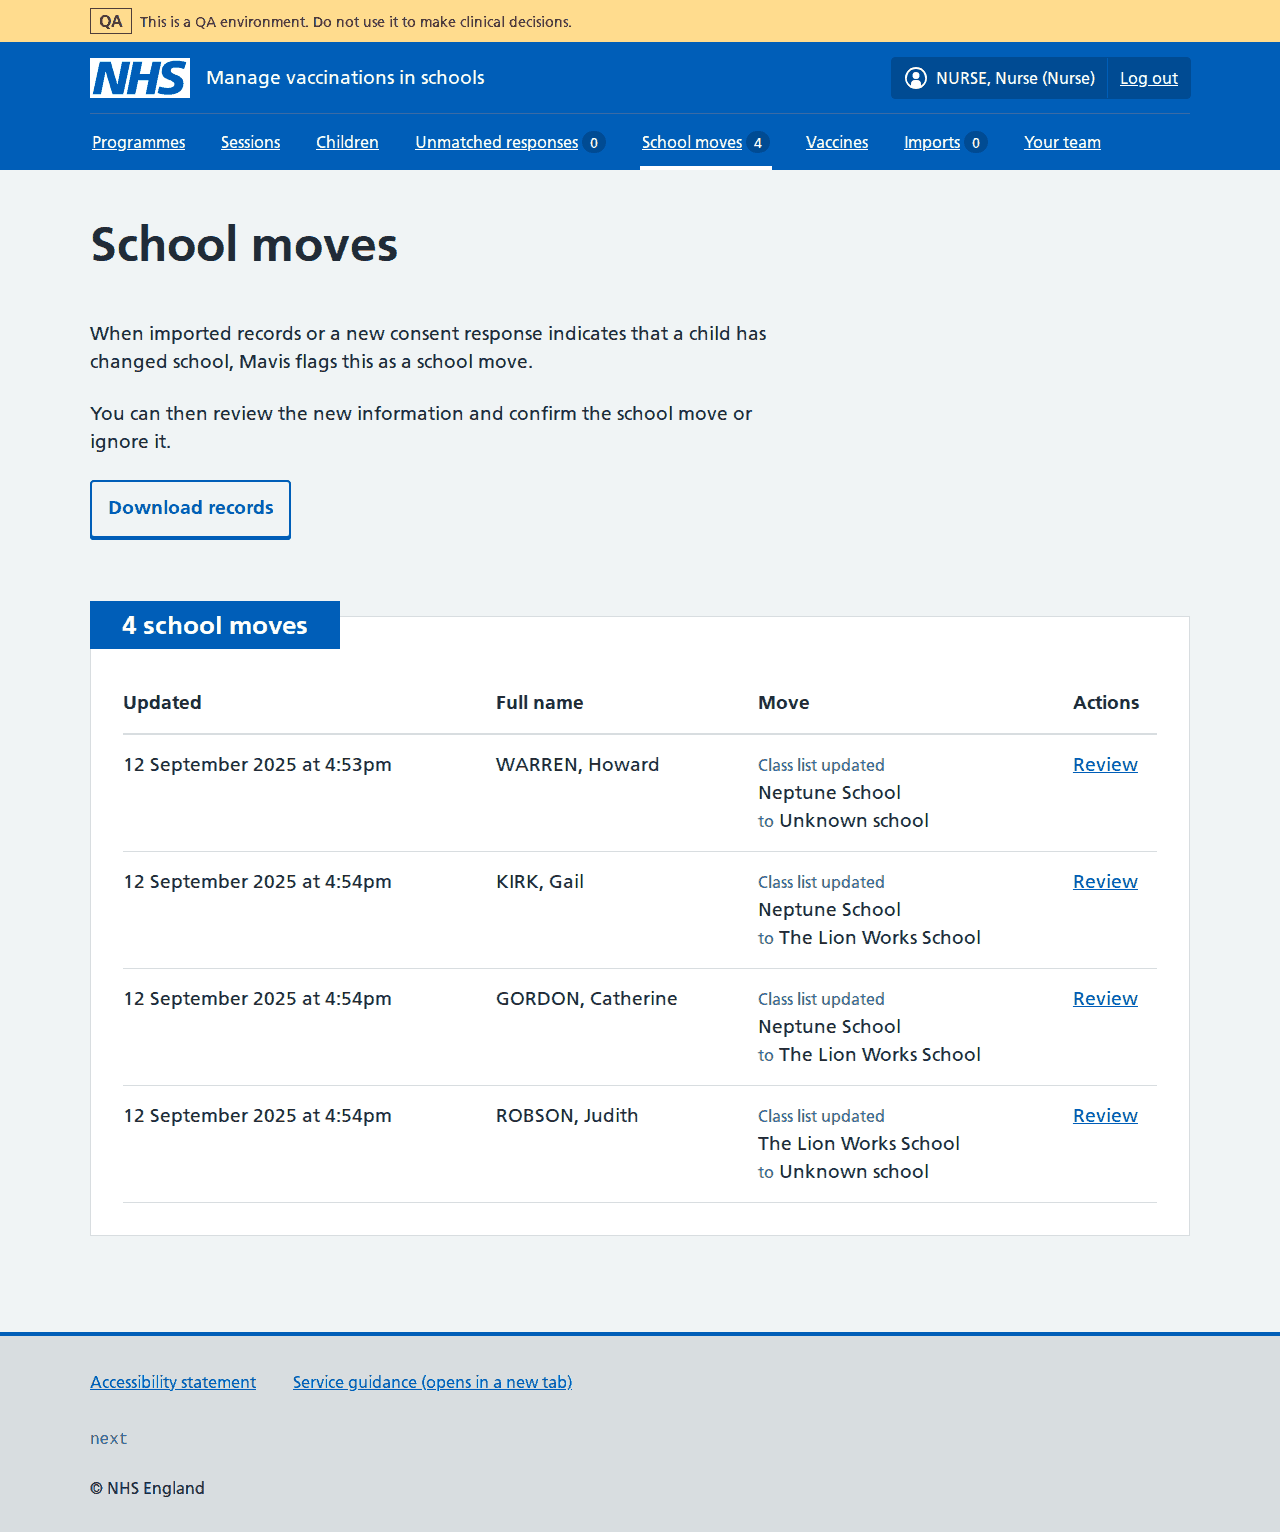 QA This is a QA environment. Do not use it to make clinical decisions.
NHS Manage vaccinations in schools NURSE, Nurse (Nurse) Log out
Programmes Sessions Children Unmatched responses 0 School moves 4 Vaccines Imports 0 Your team
School moves
When imported records or a new consent response indicates that a child has
changed school, Mavis flags this as a school move.
You can then review the new information and confirm the school move or
ignore it.
Download records
4 school moves
Updated Full name Move Actions
12 September 2025 at 4:53pm WARREN, Howard Class list updated Review
Neptune School
to Unknown school
12 September 2025 at 4:54pm KIRK, Gail Class list updated Review
Neptune School
to The Lion Works School
12 September 2025 at 4:54pm GORDON, Catherine Class list updated Review
Neptune School
to The Lion Works School
12 September 2025 at 4:54pm ROBSON, Judith Class list updated Review
The Lion Works School
to Unknown school
Accessibility statement Service guidance (opens in a new tab)
next
© NHS England